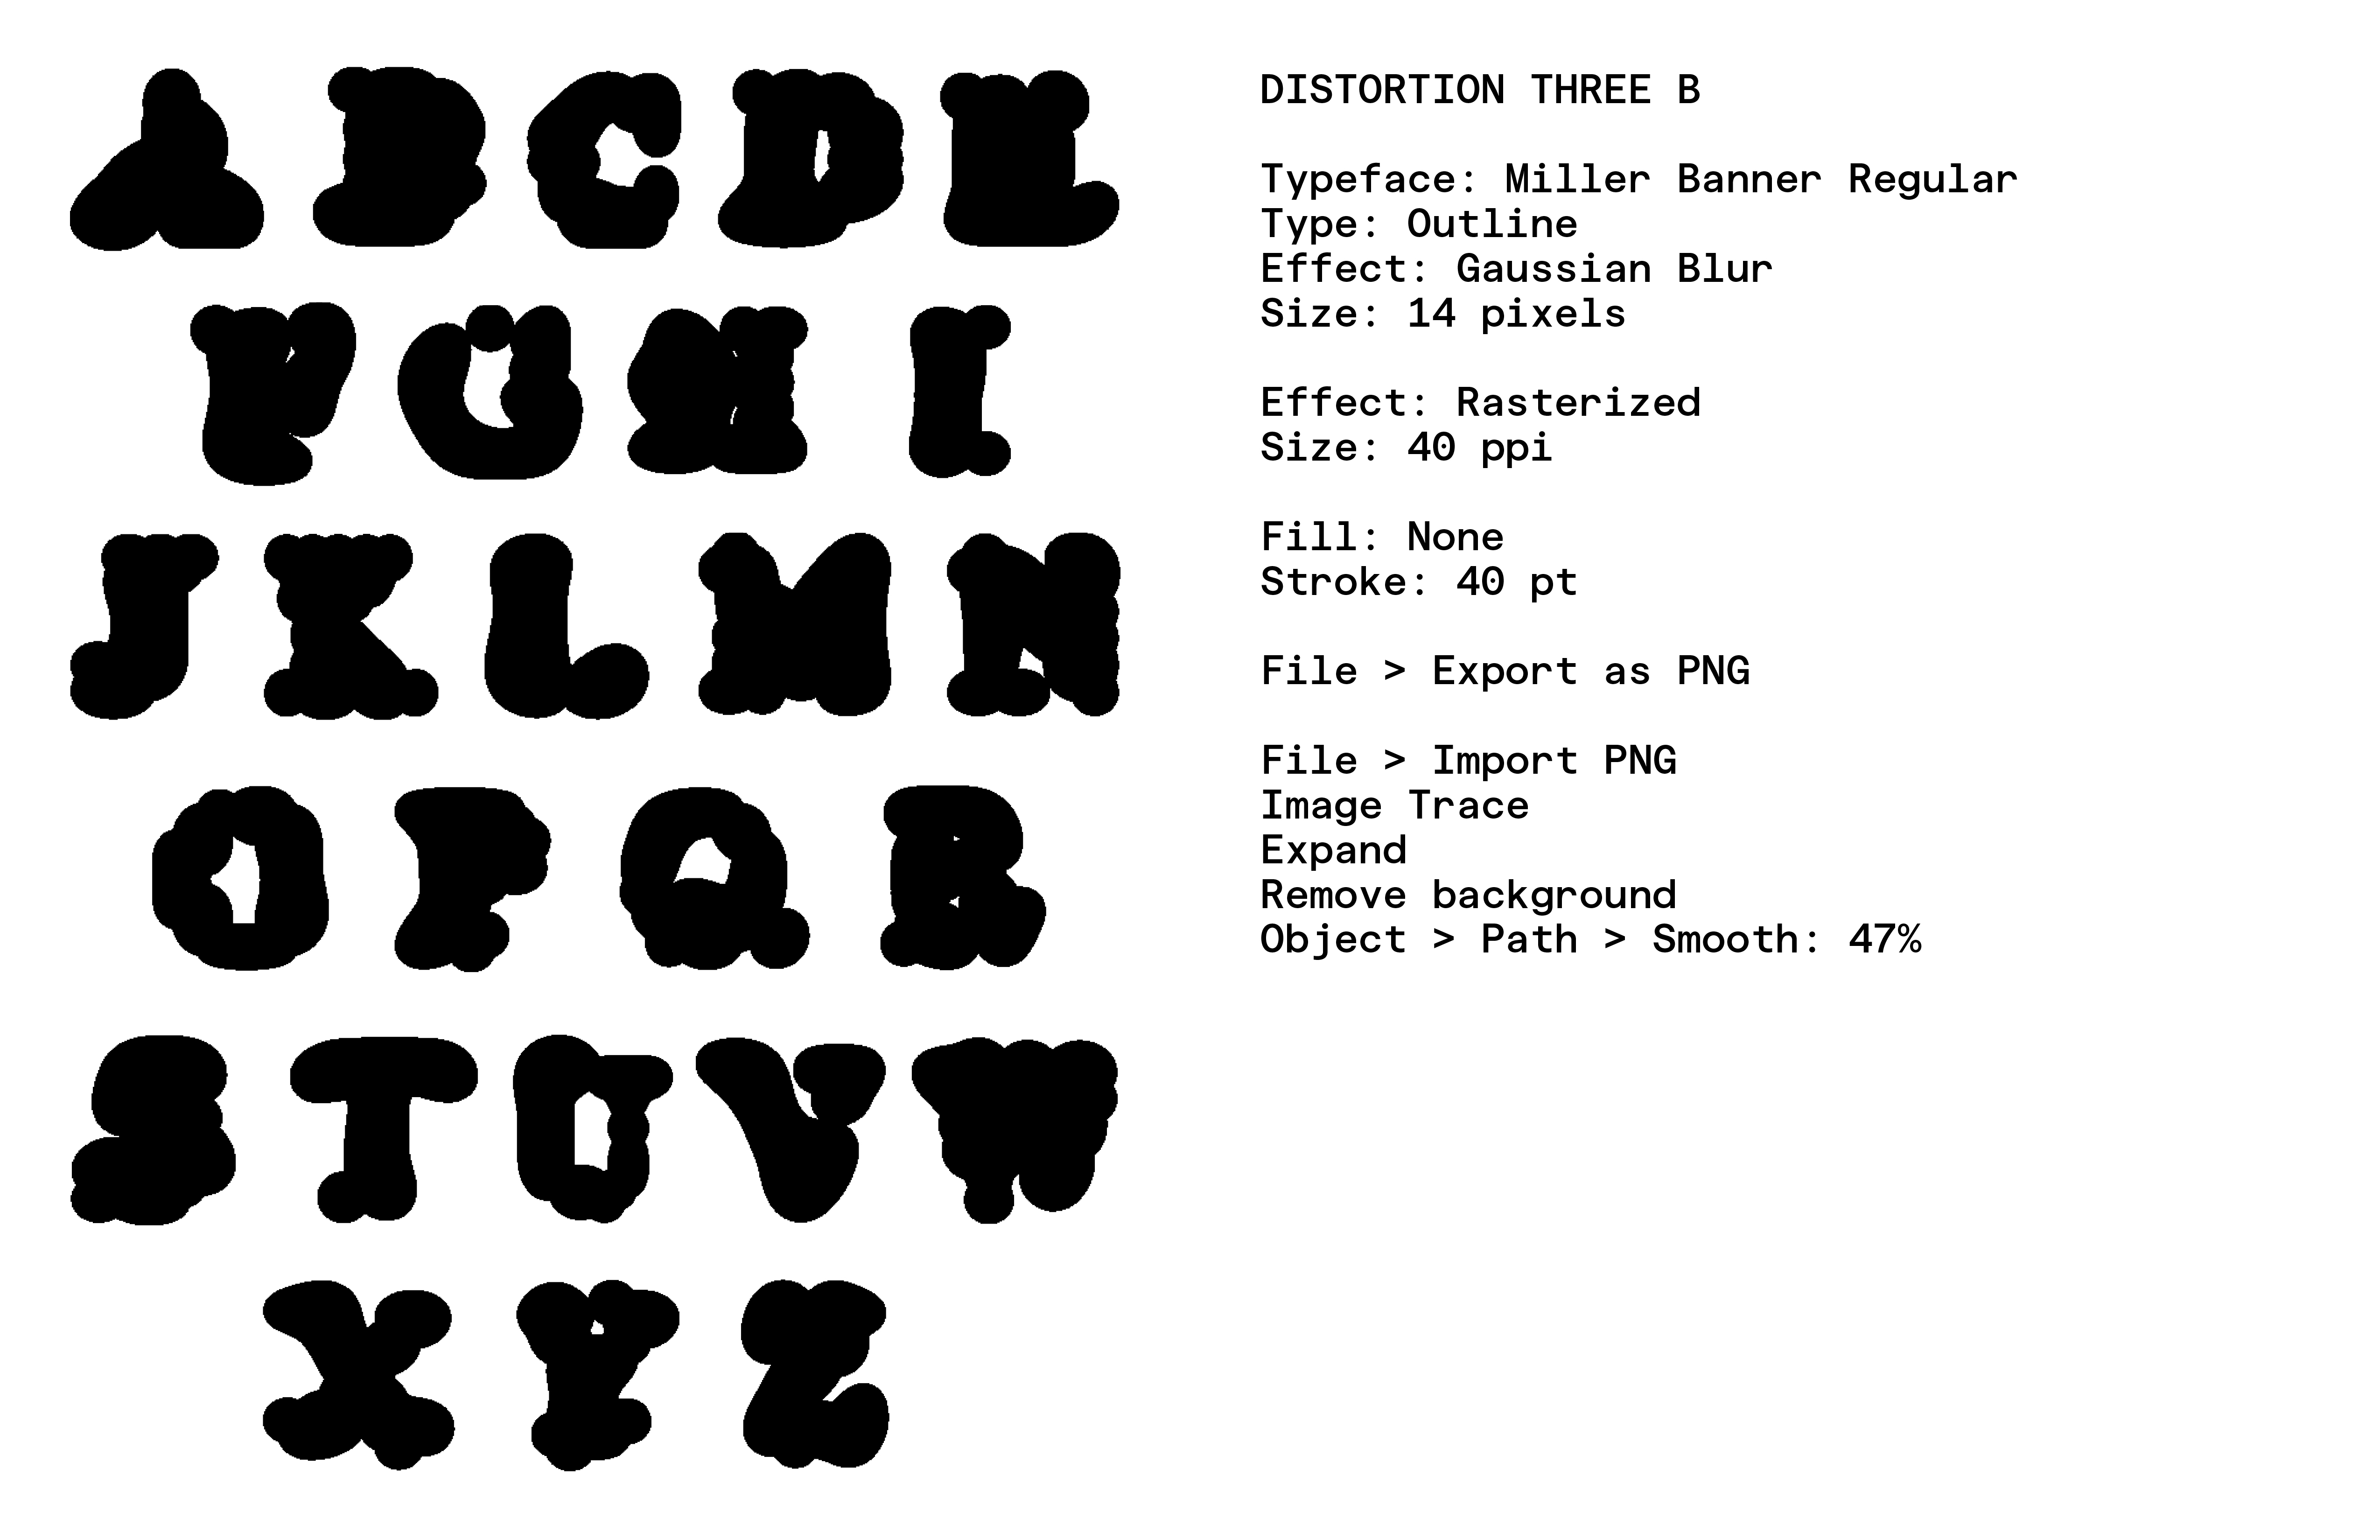 A B C D E
F G H I
J K L M N
O P Q R
S T U V W
X Y Z
DISTORTION THREE B
Typeface: Miller Banner Regular
Type: Outline
Effect: Gaussian Blur
Size: 14 pixels
Effect: Rasterized
Size: 40 ppi
Fill: None
Stroke: 40 pt
File > Export as PNG
File > Import PNG
Image Trace
Expand
Remove background
Object > Path > Smooth: 47%